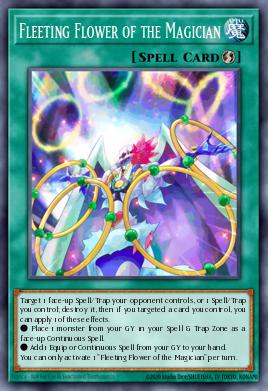 FLEETING FLOWER OF THE MAGICIAN 魔
[SPELL CARD]
Target 1 face-up Spell/Trap your opponent controls, or 1 Spell/Trap
you control; destroy it, then if you targeted a card you control, you
can apply 1 of these effects.
● Place 1 monster from your GY in your Spell & Trap Zone as
a face-up Continuous Spell.
● Add 1 Equip or Continuous Spell from your GY to your hand.
You can only activate 1 "Fleeting Flower of the Magician" per turn.